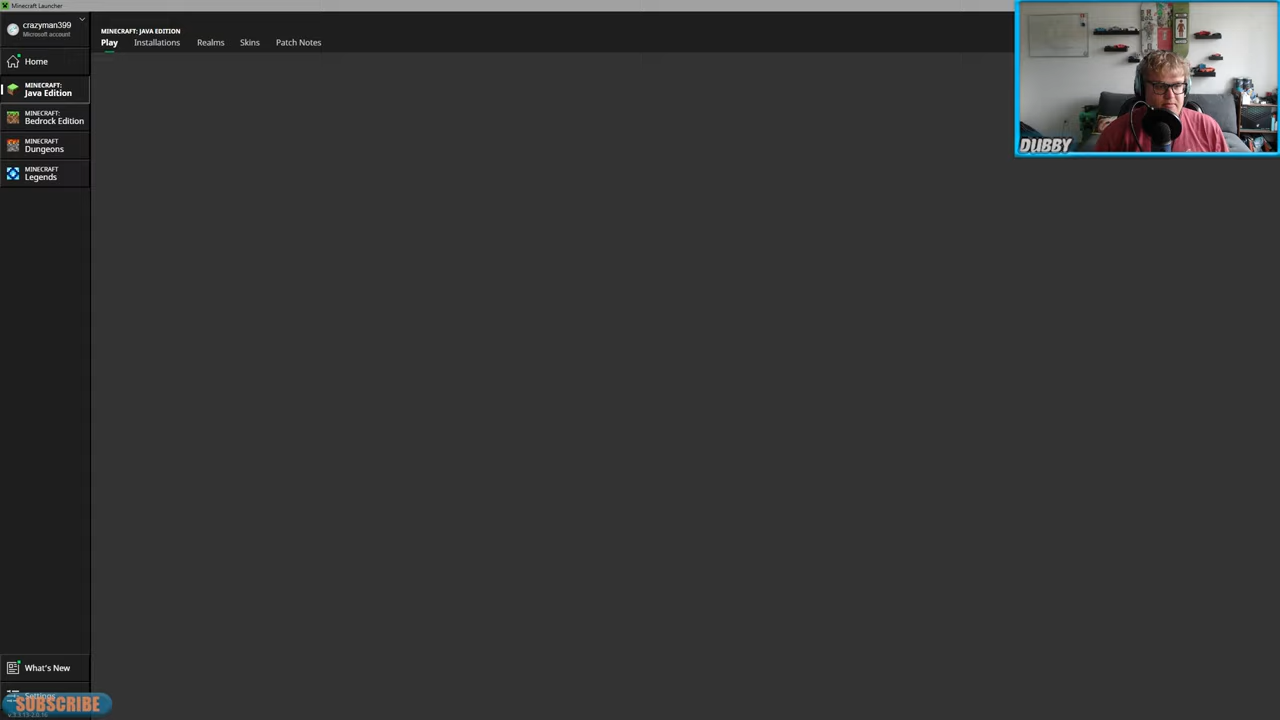 Minecraft Launcher
crazyman399
Microsoft account
Home
MINECRAFT:
Java Edition
MINECRAFT:
Bedrock Edition
MINECRAFT
Dungeons
MINECRAFT
Legends
What's New
Settings
SUBSCRIBE
MINECRAFT: JAVA EDITION
Play Installations Realms Skins Patch Notes
DUBBY